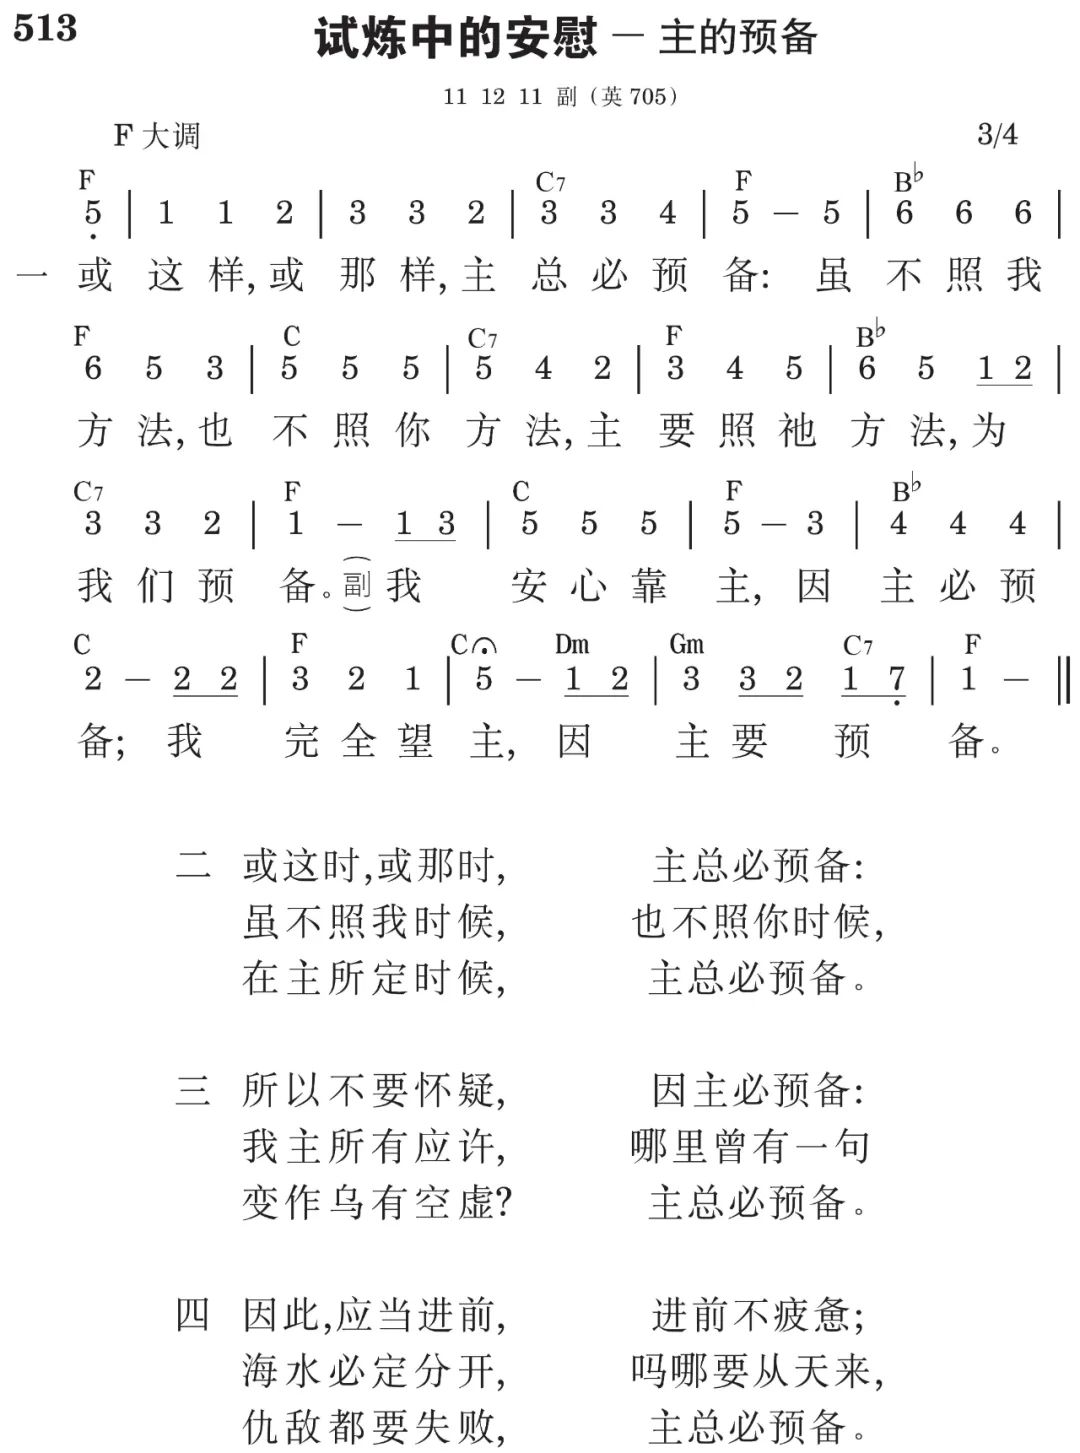 513 试炼中的安慰－主的预备
11 12 11 副（英705）
F大调 3/4
F C7 F B♭
5̣ | 1 1 2 | 3 3 2 | 3 3 4 | 5 － 5 | 6 6 6 |
一 或 这 样,或 那 样,主 总 必 预 备: 虽 不 照 我
F C C7 F B♭
6 5 3 | 5 5 5 | 5 4 2 | 3 4 5 | 6 5 1 2 |
方 法,也 不 照 你 方 法,主 要 照 祂 方 法,为
C7 F C F B♭
3 3 2 | 1 － 1 3 | 5 5 5 | 5 － 3 | 4 4 4 |
我 们 预 备。(副)我 安 心 靠 主, 因 主 必 预
C F C Dm Gm C7 F
2 － 2 2 | 3 2 1 | 5 － 1 2 | 3 3 2 1 7̣ | 1 － ‖
备; 我 完 全 望 主, 因 主 要 预 备。
二 或这时,或那时, 主总必预备:
虽不照我时候, 也不照你时候,
在主所定时候, 主总必预备。
三 所以不要怀疑, 因主必预备:
我主所有应许, 哪里曾有一句
变作乌有空虚? 主总必预备。
四 因此,应当进前, 进前不疲惫;
海水必定分开, 吗哪要从天来,
仇敌都要失败, 主总必预备。